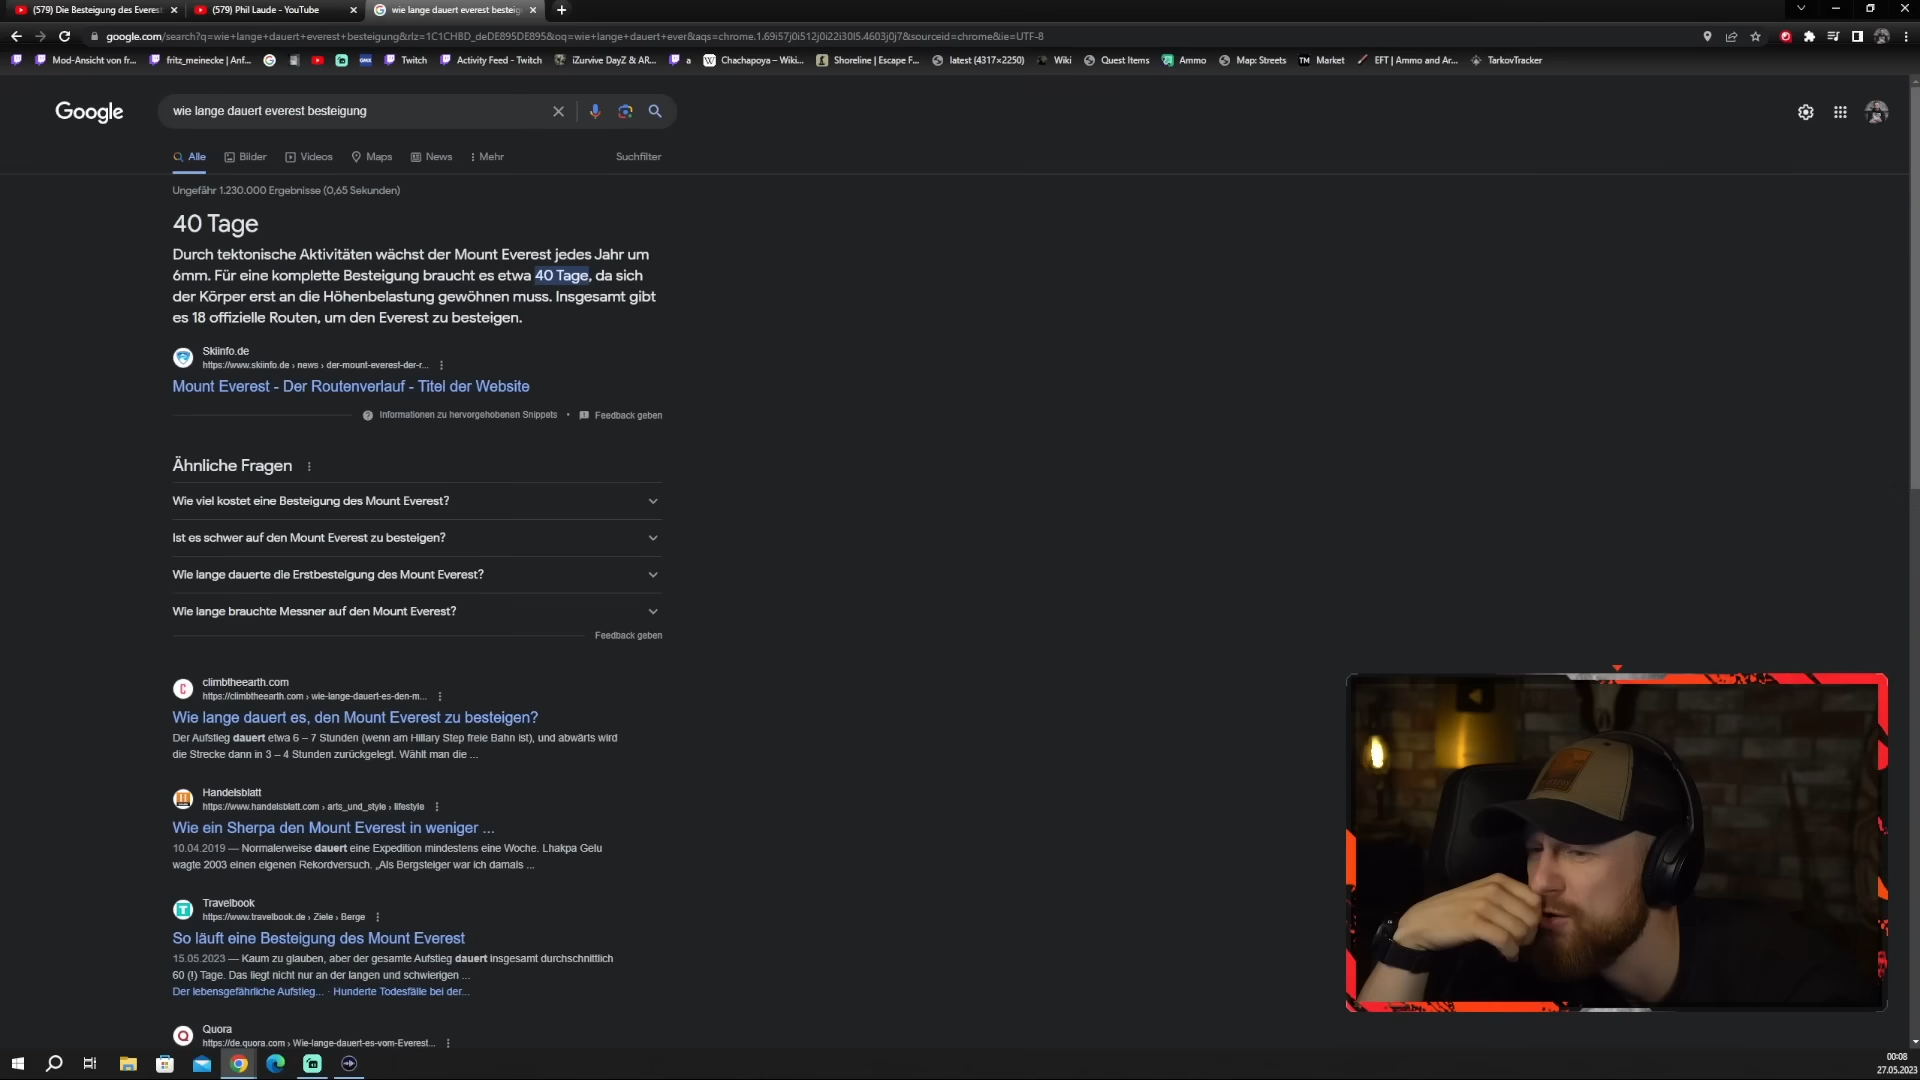 (579) Die Besteigung des Everes
(579) Phil Laude - YouTube
wie lange dauert everest besteig
google.com/search?q=wie+lange+dauert+everest+besteigung&rlz=1C1CHBD_deDE895DE895&oq=wie+lange+dauert+ever&aqs=chrome.1.69i57j0i512j0i22i30l5.4603j0j7&sourceid=chrome&ie=UTF-8
Mod-Ansicht von fr...
fritz_meinecke | Anf...
Twitch
Activity Feed - Twitch
iZurvive DayZ & AR...
a
Chachapoya – Wiki...
Shoreline | Escape F...
latest (4317×2250)
Wiki
Quest Items
Ammo
Map: Streets
TM Market
EFT | Ammo and Ar...
TarkovTracker
Google
wie lange dauert everest besteigung
Alle
Bilder
Videos
Maps
News
Mehr
Suchfilter
Ungefähr 1.230.000 Ergebnisse (0,65 Sekunden)
40 Tage
Durch tektonische Aktivitäten wächst der Mount Everest jedes Jahr um
6mm. Für eine komplette Besteigung braucht es etwa 40 Tage, da sich
der Körper erst an die Höhenbelastung gewöhnen muss. Insgesamt gibt
es 18 offizielle Routen, um den Everest zu besteigen.
Skiinfo.de
https://www.skiinfo.de › news › der-mount-everest-der-r...
Mount Everest - Der Routenverlauf - Titel der Website
Informationen zu hervorgehobenen Snippets • Feedback geben
Ähnliche Fragen
Wie viel kostet eine Besteigung des Mount Everest?
Ist es schwer auf den Mount Everest zu besteigen?
Wie lange dauerte die Erstbesteigung des Mount Everest?
Wie lange brauchte Messner auf den Mount Everest?
Feedback geben
climbtheearth.com
https://climbtheearth.com › wie-lange-dauert-es-den-m...
Wie lange dauert es, den Mount Everest zu besteigen?
Der Aufstieg dauert etwa 6 – 7 Stunden (wenn am Hillary Step freie Bahn ist), und abwärts wird
die Strecke dann in 3 – 4 Stunden zurückgelegt. Wählt man die ...
Handelsblatt
https://www.handelsblatt.com › arts_und_style › lifestyle
Wie ein Sherpa den Mount Everest in weniger ...
10.04.2019 — Normalerweise dauert eine Expedition mindestens eine Woche. Lhakpa Gelu
wagte 2003 einen eigenen Rekordversuch. „Als Bergsteiger war ich damals ...
Travelbook
https://www.travelbook.de › Ziele › Berge
So läuft eine Besteigung des Mount Everest
15.05.2023 — Kaum zu glauben, aber der gesamte Aufstieg dauert insgesamt durchschnittlich
60 (!) Tage. Das liegt nicht nur an der langen und schwierigen ...
Der lebensgefährliche Aufstieg... · Hunderte Todesfälle bei der...
Quora
https://de.quora.com › Wie-lange-dauert-es-vom-Everest...
00:08
27.05.2023